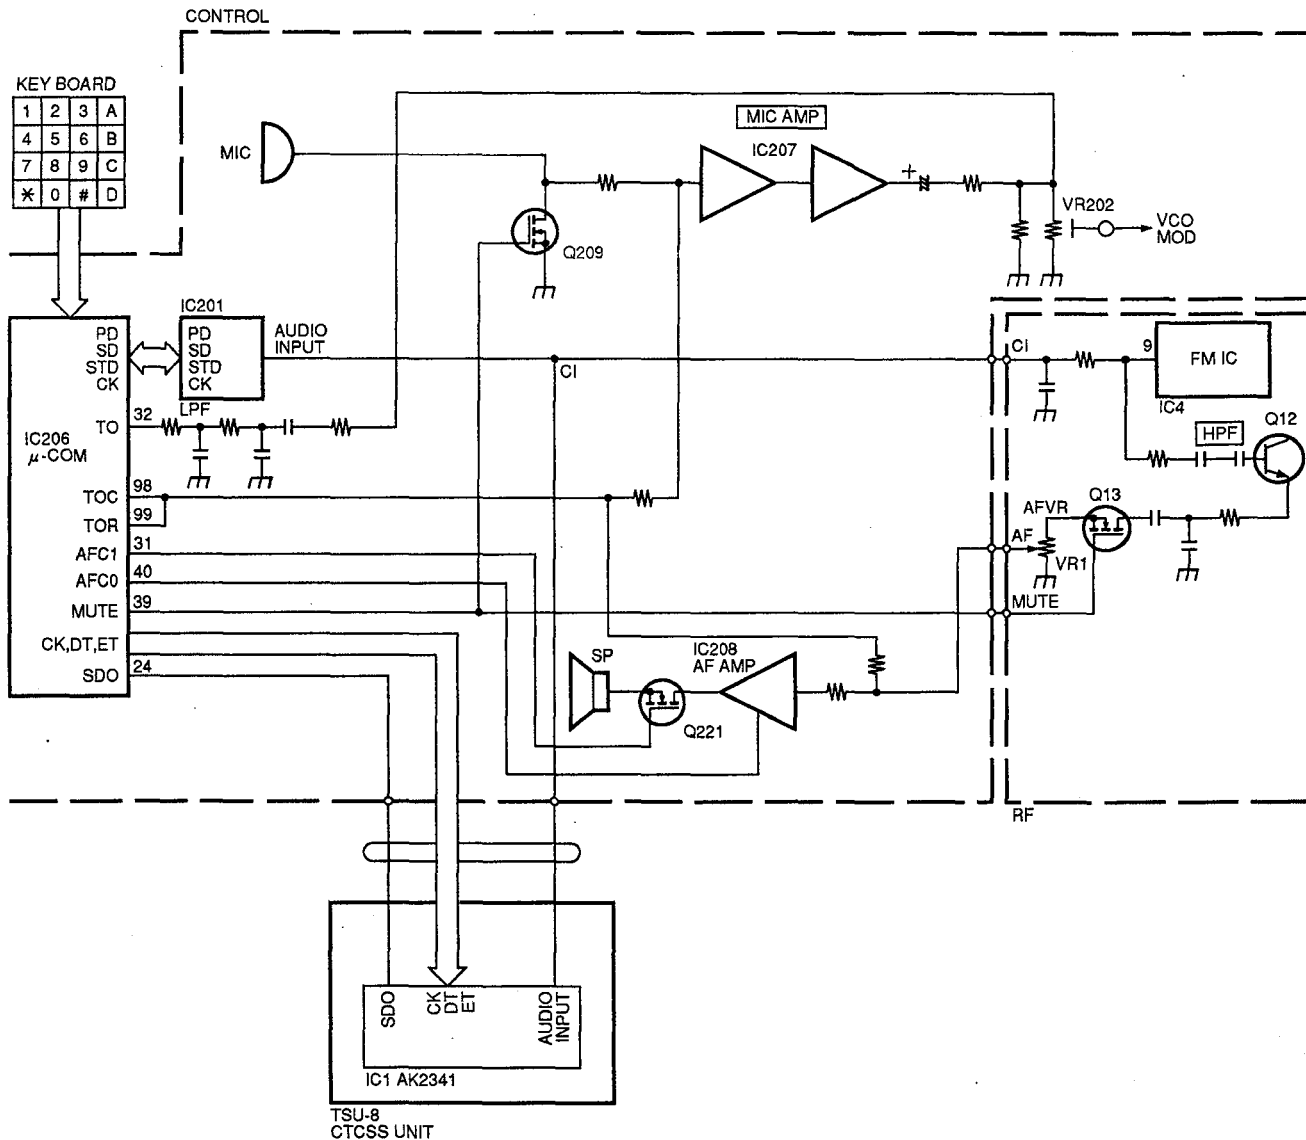 CONTROL
KEY BOARD
1 2 3 A
4 5 6 B
7 8 9 C
* 0 # D
MIC
MIC AMP
IC207
+
Q209
VR202
VCO
MOD
IC201
PD
SD
STD
CK
PD
SD
STD
CK
AUDIO
INPUT
CI
CI
9
FM IC
IC4
LPF
TO
32
IC206
μ-COM
HPF
Q12
TOC
98
TOR
99
AFC1
31
AFC0
40
MUTE
39
CK,DT,ET
SDO
24
Q13
AFVR
AF
VR1
MUTE
SP
IC208
AF AMP
Q221
RF
SDO
CK
DT
ET
AUDIO
INPUT
IC1 AK2341
TSU-8
CTCSS UNIT